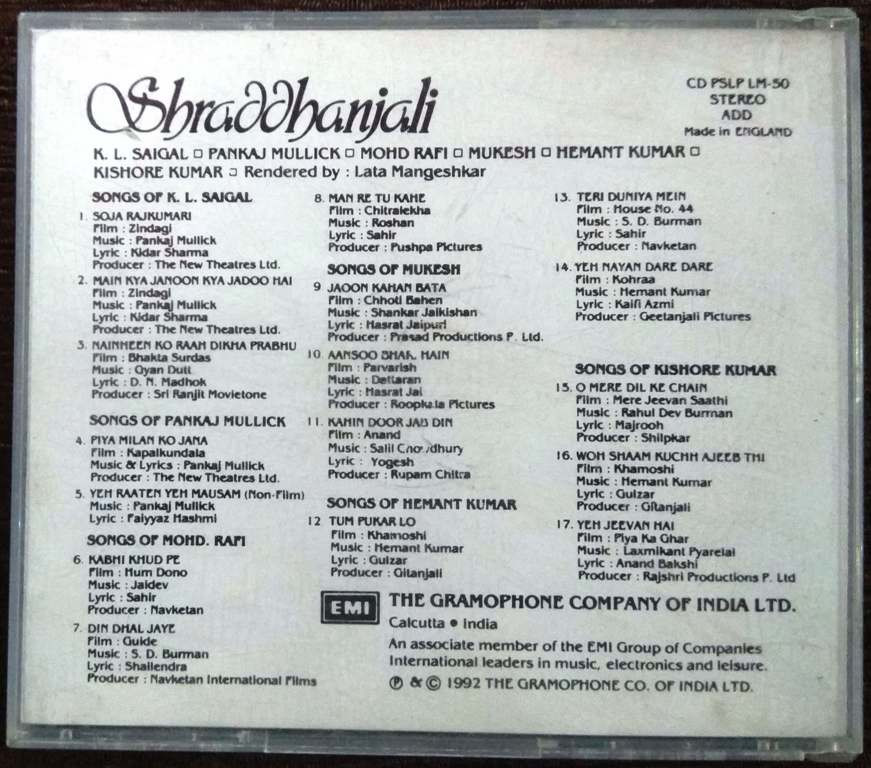 Shraddhanjali
CD PSLP LM-50
STEREO
ADD
Made in ENGLAND
K. L. SAIGAL □ PANKAJ MULLICK □ MOHD RAFI □ MUKESH □ HEMANT KUMAR □
KISHORE KUMAR □ Rendered by : Lata Mangeshkar
SONGS OF K. L. SAIGAL
1. SOJA RAJKUMARI
Film : Zindagi
Music : Pankaj Mullick
Lyric : Kidar Sharma
Producer : The New Theatres Ltd.
2. MAIN KYA JANOON KYA JADOO HAI
Film : Zindagi
Music : Pankaj Mullick
Lyric : Kidar Sharma
Producer : The New Theatres Ltd.
3. NAINHEEN KO RAAH DIKHA PRABHU
Film : Bhakta Surdas
Music : Gyan Dutt
Lyric : D. N. Madhok
Producer : Sri Ranjit Movietone
SONGS OF PANKAJ MULLICK
4. PIYA MILAN KO JANA
Film : Kapalkundala
Music & Lyrics : Pankaj Mullick
Producer : The New Theatres Ltd.
5. YEH RAATEN YEH MAUSAM (Non-Film)
Music : Pankaj Mullick
Lyric : Faiyyaz Hashmi
SONGS OF MOHD. RAFI
6. KABHI KHUD PE
Film : Hum Dono
Music : Jaidev
Lyric : Sahir
Producer : Navketan
7. DIN DHAL JAYE
Film : Guide
Music : S. D. Burman
Lyric : Shailendra
Producer : Navketan International Films
8. MAN RE TU KAHE
Film : Chitralekha
Music : Roshan
Lyric : Sahir
Producer : Pushpa Pictures
SONGS OF MUKESH
9 JAOON KAHAN BATA
Film : Chhoti Bahen
Music : Shankar Jaikishan
Lyric : Hasrat Jaipuri
Producer : Prasad Productions P. Ltd.
10. AANSOO HAIN
Film : Parvarish
Music : Dattaram
Lyric : Hasrat Jai
Producer : Roopkala Pictures
11. KAHIN DOOR JAB DIN
Film : Anand
Music : Salil Chowdhury
Lyric : Yogesh
Producer : Rupam Chitra
SONGS OF HEMANT KUMAR
12 TUM PUKAR LO
Film : Khamoshi
Music : Hemant Kumar
Lyric : Gulzar
Producer : Gitanjali
13. TERI DUNIYA MEIN
Film : House No. 44
Music : S. D. Burman
Lyric : Sahir
Producer : Navketan
14. YEH NAYAN DARE DARE
Film : Kohraa
Music : Hemant Kumar
Lyric : Kaifi Azmi
Producer : Geetanjali Pictures
SONGS OF KISHORE KUMAR
15. O MERE DIL KE CHAIN
Film : Mere Jeevan Saathi
Music : Rahul Dev Burman
Lyric : Majrooh
Producer : Shilpkar
16. WOH SHAAM KUCHH AJEEB THI
Film : Khamoshi
Music : Hemant Kumar
Lyric : Gulzar
Producer : Gitanjali
17. YEH JEEVAN HAI
Film : Piya Ka Ghar
Music : Laxmikant Pyarelal
Lyric : Anand Bakshi
Producer : Rajshri Productions P. Ltd
EMI THE GRAMOPHONE COMPANY OF INDIA LTD.
Calcutta ● India
An associate member of the EMI Group of Companies
International leaders in music, electronics and leisure.
℗ & © 1992 THE GRAMOPHONE CO. OF INDIA LTD.